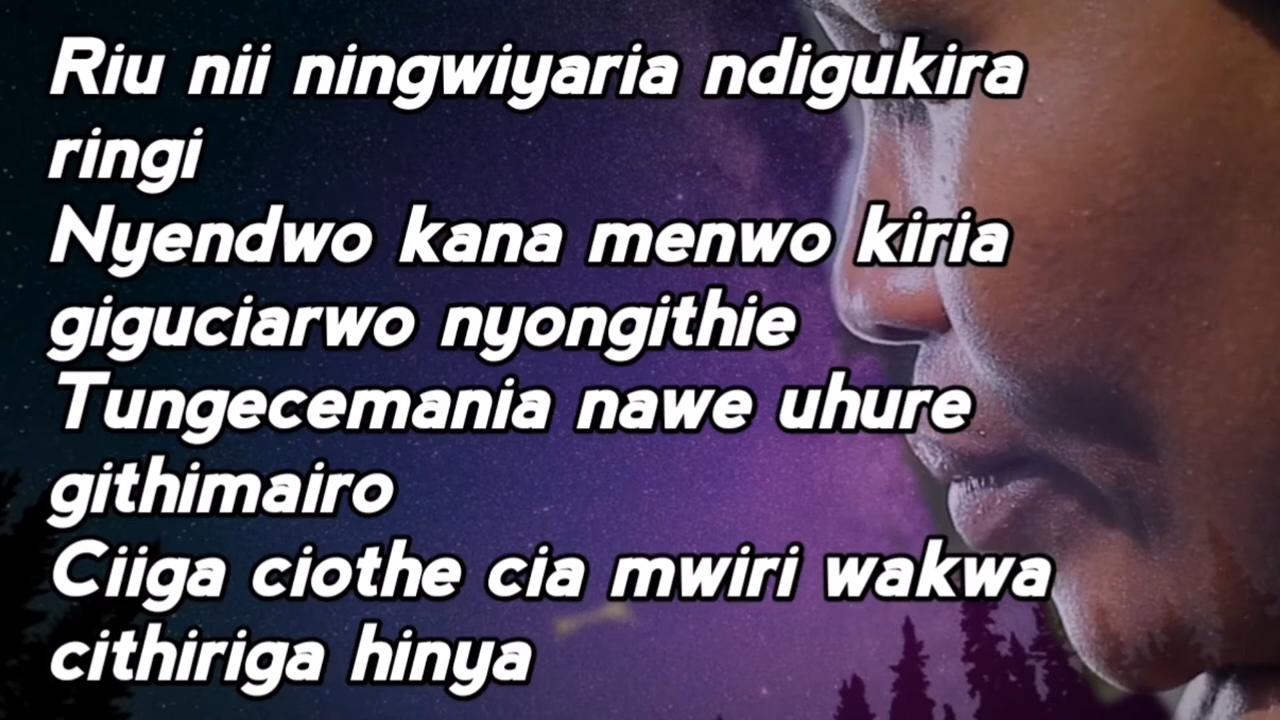 Riu nii ningwiyaria ndigukira
ringi
Nyendwo kana menwo kiria
giguciarwo nyongithie
Tungecemania nawe uhure
githimairo
Ciiga ciothe cia mwiri wakwa
cithiriga hinya